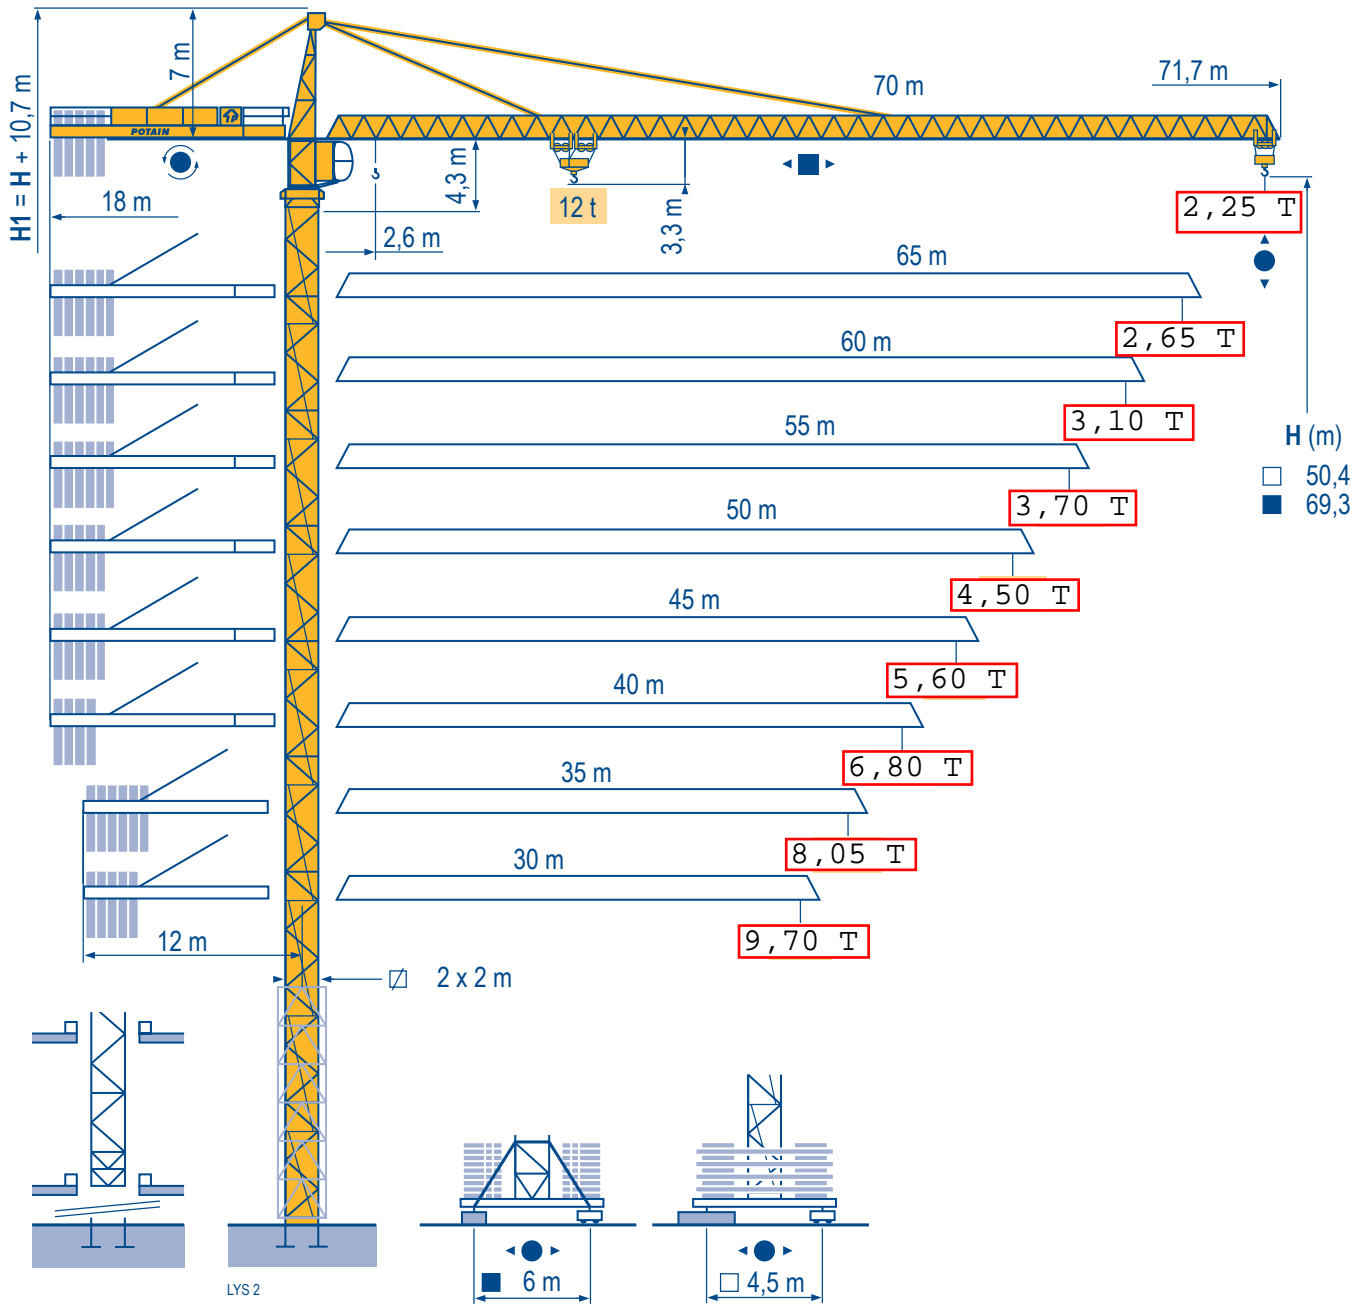 H1 = H + 10,7 m
7 m
70 m
71,7 m
POTAIN
18 m
4,3 m
12 t
3,3 m
2,25 T
2,6 m
65 m
2,65 T
60 m
3,10 T
55 m
H (m)
50,4
69,3
3,70 T
50 m
4,50 T
45 m
5,60 T
40 m
6,80 T
35 m
8,05 T
30 m
9,70 T
12 m
2 x 2 m
6 m
4,5 m
LYS 2